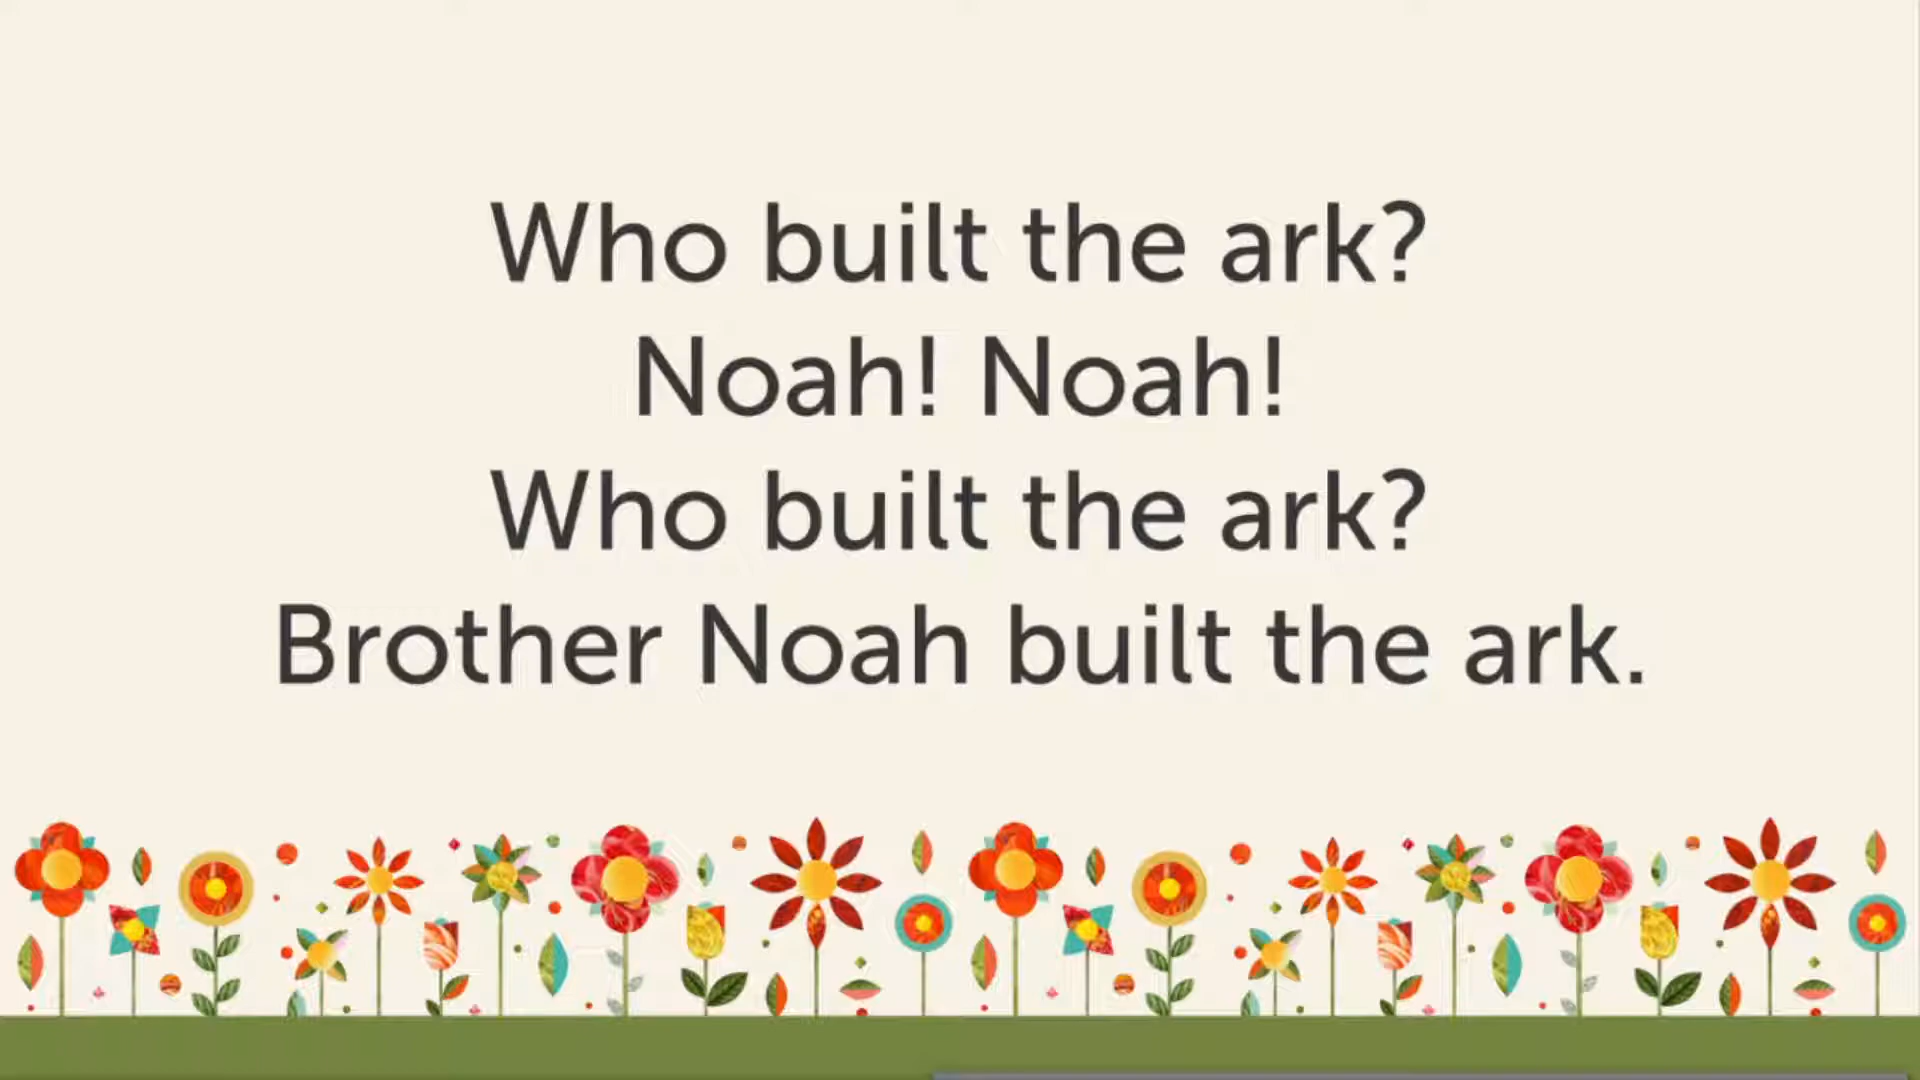 Who built the ark?
Noah! Noah!
Who built the ark?
Brother Noah built the ark.